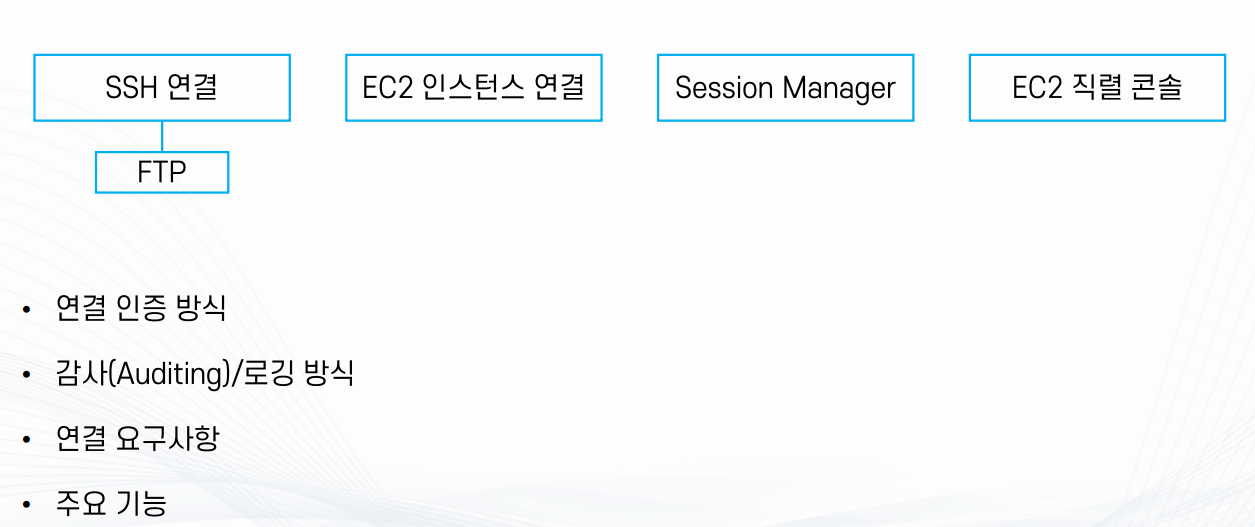 SSH 연결
EC2 인스턴스 연결
Session Manager
EC2 직렬 콘솔
FTP
• 연결 인증 방식
• 감사(Auditing)/로깅 방식
• 연결 요구사항
• 주요 기능